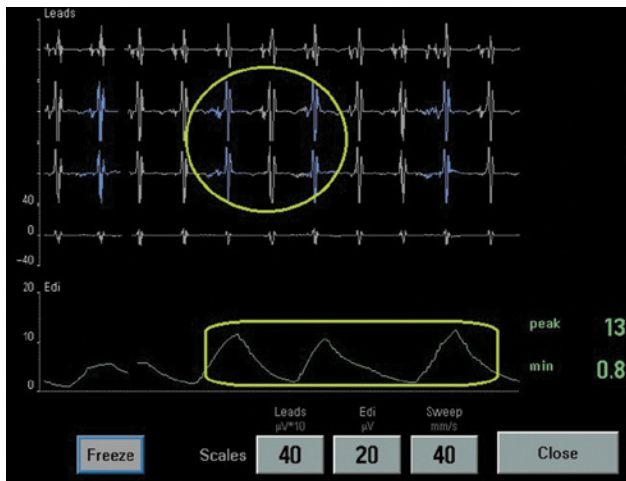 Leads
40
0
-40
20 Edi
10
0
peak 13
min 0.8
Leads Edi Sweep
μV*10 μV mm/s
Freeze Scales 40 20 40 Close